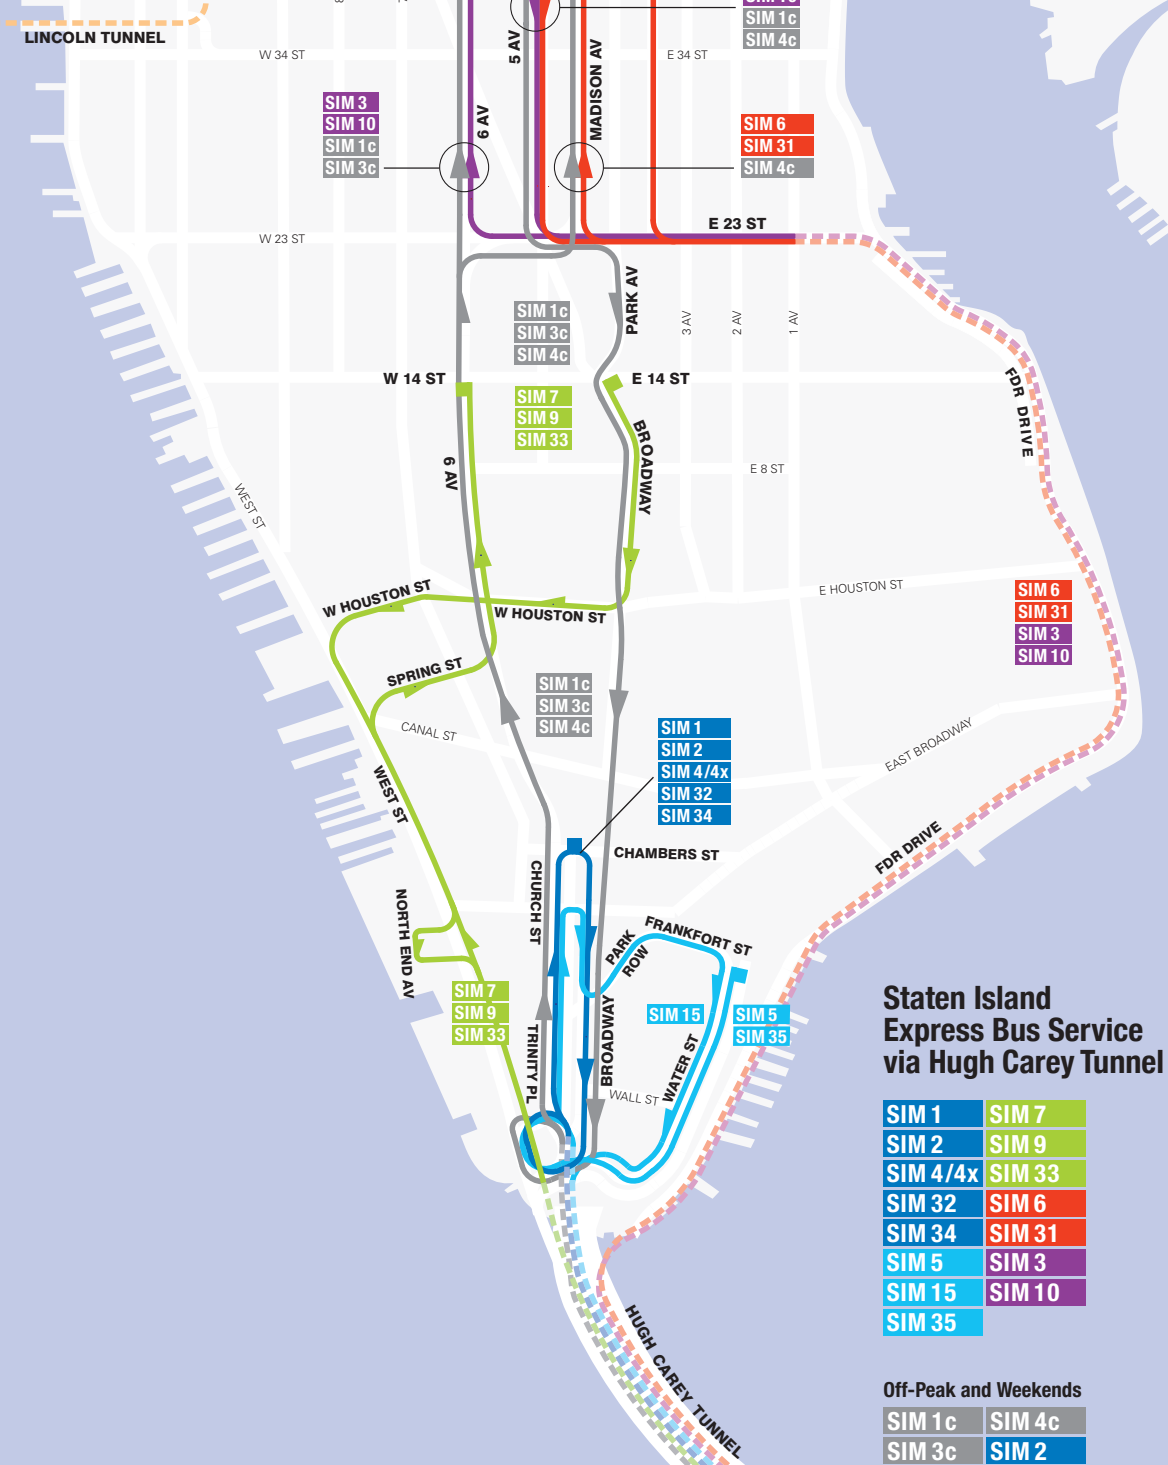 SIM 1c
SIM 4c
LINCOLN TUNNEL
W 34 ST
5 AV
MADISON AV
E 34 ST
SIM 3
SIM 10
SIM 1c
SIM 3c
6 AV
SIM 6
SIM 31
SIM 4c
W 23 ST
E 23 ST
SIM 1c
SIM 3c
SIM 4c
PARK AV
3 AV
2 AV
1 AV
W 14 ST
E 14 ST
SIM 7
SIM 9
SIM 33
FDR DRIVE
6 AV
BROADWAY
E 8 ST
WEST ST
W HOUSTON ST
W HOUSTON ST
E HOUSTON ST
SIM 6
SIM 31
SIM 3
SIM 10
SPRING ST
SIM 1c
SIM 3c
SIM 4c
CANAL ST
SIM 1
SIM 2
SIM 4/4x
SIM 32
SIM 34
EAST BROADWAY
WEST ST
CHAMBERS ST
FDR DRIVE
CHURCH ST
NORTH END AV
PARK
ROW
FRANKFORT ST
SIM 7
SIM 9
SIM 33
TRINITY PL
BROADWAY
SIM 15
SIM 5
SIM 35
WATER ST
WALL ST
Staten Island
Express Bus Service
via Hugh Carey Tunnel
SIM 1 SIM 7
SIM 2 SIM 9
SIM 4/4x SIM 33
SIM 32 SIM 6
SIM 34 SIM 31
SIM 5 SIM 3
SIM 15 SIM 10
SIM 35
HUGH CAREY TUNNEL
Off-Peak and Weekends
SIM 1c SIM 4c
SIM 3c SIM 2